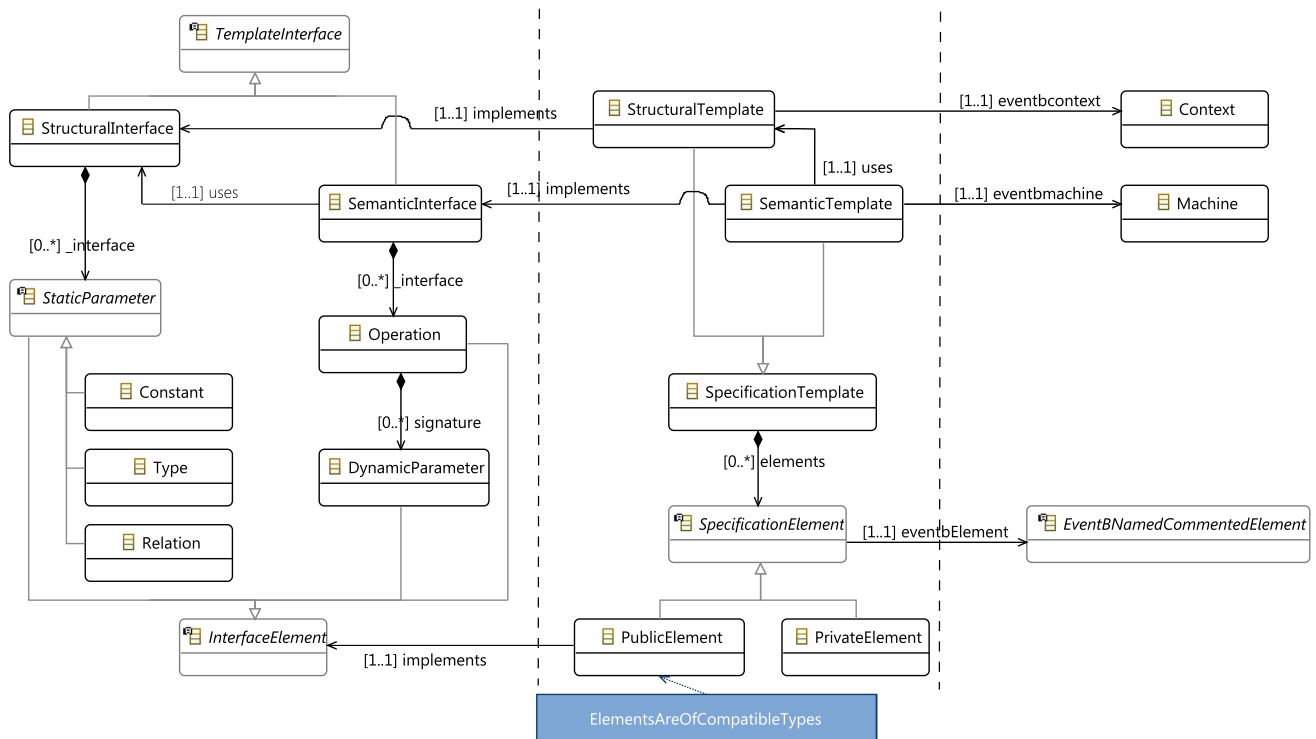 TemplateInterface
StructuralInterface
[1..1] implements
StructuralTemplate
[1..1] eventbcontext
Context
[1..1] uses
[1..1] uses
SemanticInterface
[1..1] implements
SemanticTemplate
[1..1] eventbmachine
Machine
[0..*] _interface
[0..*] _interface
StaticParameter
Operation
Constant
SpecificationTemplate
[0..*] signature
Type
DynamicParameter
[0..*] elements
Relation
SpecificationElement
[1..1] eventbElement
EventBNamedCommentedElement
InterfaceElement
[1..1] implements
PublicElement
PrivateElement
ElementsAreOfCompatibleTypes